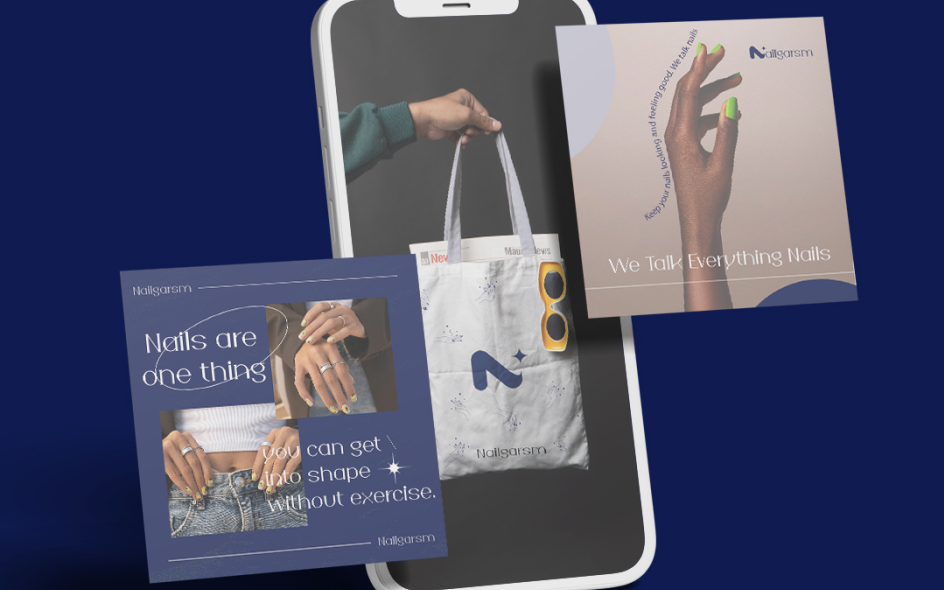 Nailgarsm
Nails are
one thing
you can get
into shape
without exercise.
Nailgarsm
News
Nailgarsm
Keep your nails looking and feeling good. We talk nails
Nailgarsm
We Talk Everything Nails